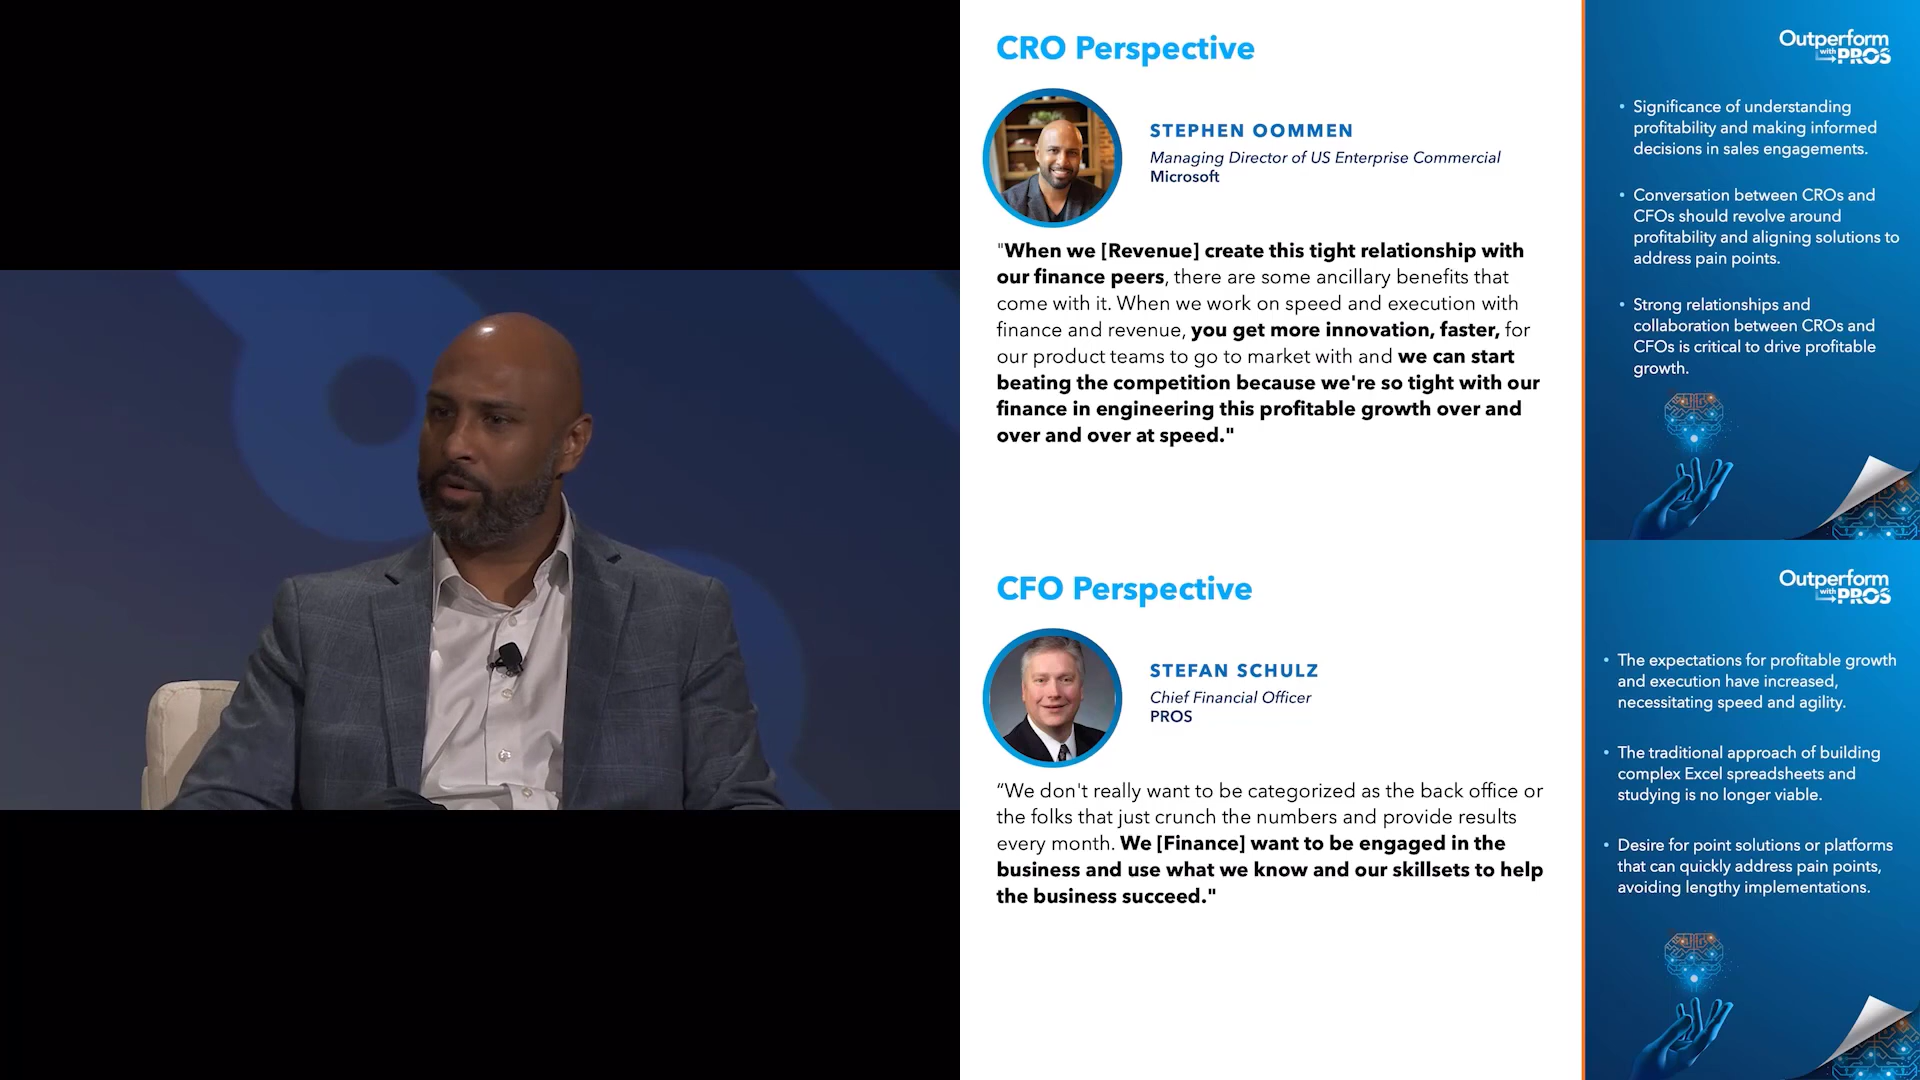 CRO Perspective
STEPHEN OOMMEN
Managing Director of US Enterprise Commercial
Microsoft
"When we [Revenue] create this tight relationship with
our finance peers, there are some ancillary benefits that
come with it. When we work on speed and execution with
finance and revenue, you get more innovation, faster, for
our product teams to go to market with and we can start
beating the competition because we're so tight with our
finance in engineering this profitable growth over and
over and over at speed."
Outperform
with PROS
• Significance of understanding
profitability and making informed
decisions in sales engagements.
• Conversation between CROs and
CFOs should revolve around
profitability and aligning solutions to
address pain points.
• Strong relationships and
collaboration between CROs and
CFOs is critical to drive profitable
growth.
CFO Perspective
STEFAN SCHULZ
Chief Financial Officer
PROS
“We don't really want to be categorized as the back office or
the folks that just crunch the numbers and provide results
every month. We [Finance] want to be engaged in the
business and use what we know and our skillsets to help
the business succeed."
Outperform
with PROS
• The expectations for profitable growth
and execution have increased,
necessitating speed and agility.
• The traditional approach of building
complex Excel spreadsheets and
studying is no longer viable.
• Desire for point solutions or platforms
that can quickly address pain points,
avoiding lengthy implementations.